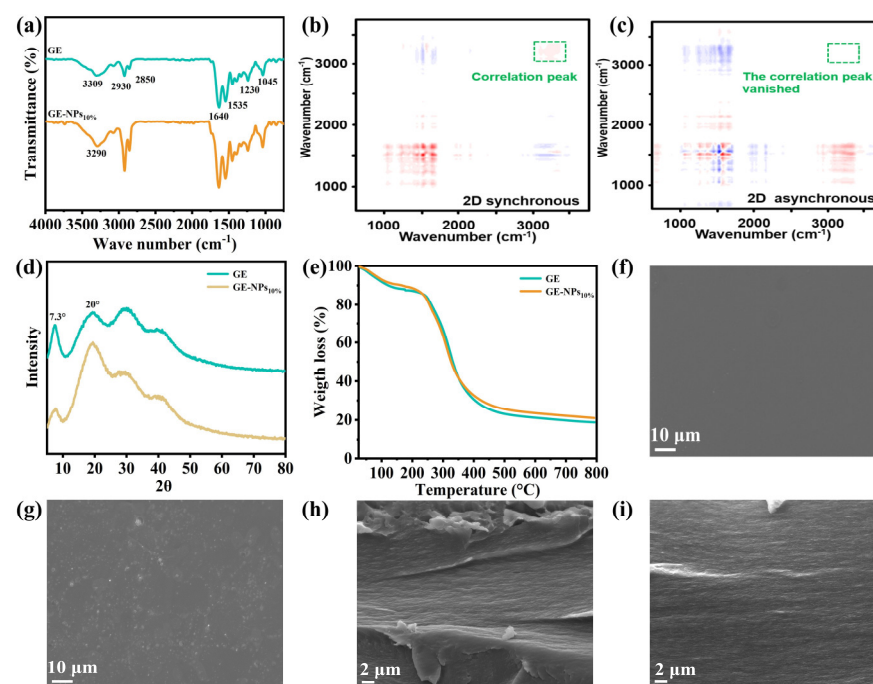 (a)
GE
3309
2930
2850
1640
1535
1230
1045
GE-NPs10%
3290
Transmittance (%)
4000 3500 3000 2500 2000 1500 1000
Wave number (cm-1)
(b)
Correlation peak
2D synchronous
Wavenumber (cm-1)
3000
2000
1000
1000 2000 3000
Wavenumber (cm-1)
(c)
The correlation peak
vanished
2D asynchronous
Wavenumber (cm-1)
3000
2000
1000
1000 2000 3000
Wavenumber (cm-1)
(d)
GE
GE-NPs10%
7.3°
20°
Intensity
10 20 30 40 50 60 70 80
2θ
(e)
GE
GE-NPs10%
Weigth loss (%)
100
80
60
40
20
0
100 200 300 400 500 600 700 800
Temperature (°C)
(f)
10 μm
(g)
10 μm
(h)
2 μm
(i)
2 μm